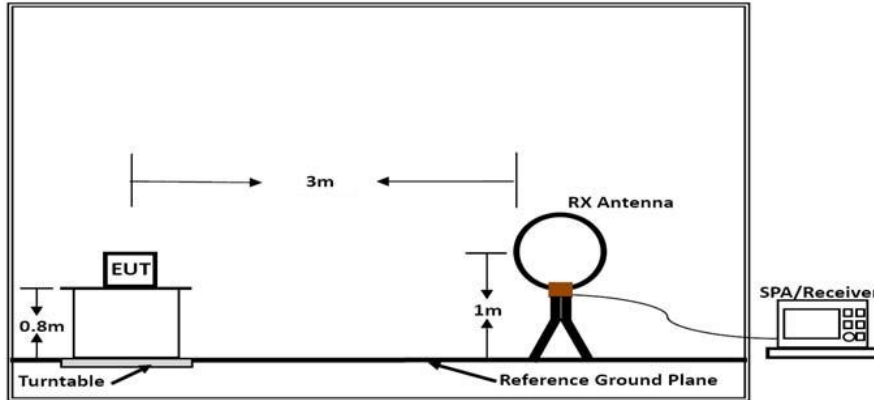 3m
RX Antenna
EUT
SPA/Receiver
0.8m
1m
Turntable
Reference Ground Plane